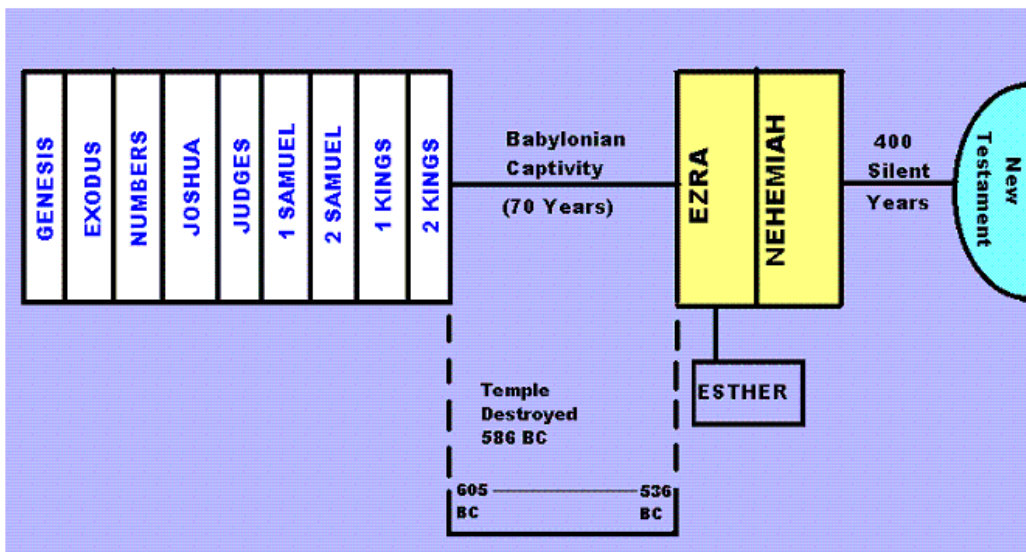 GENESIS
EXODUS
NUMBERS
JOSHUA
JUDGES
1 SAMUEL
2 SAMUEL
1 KINGS
2 KINGS
Babylonian
Captivity
(70 Years)
EZRA
NEHEMIAH
400
Silent
Years
New
Testament
ESTHER
Temple
Destroyed
586 BC
605
BC
536
BC